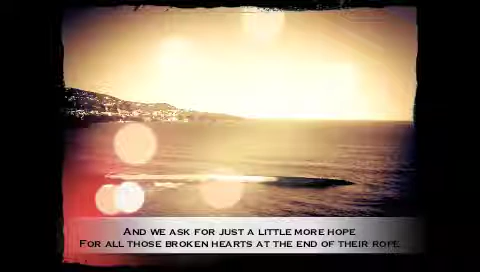 And we ask for just a little more hope
For all those broken hearts at the end of their rope